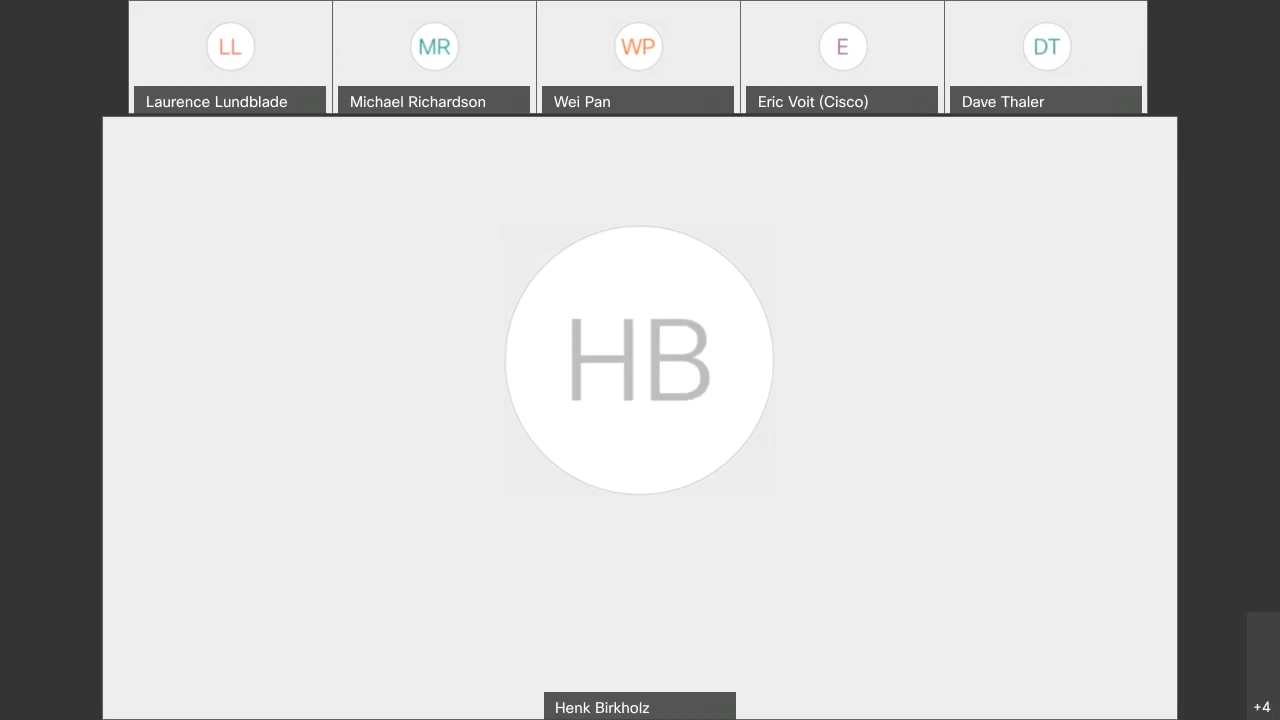 LL
MR
WP
E
DT
Laurence Lundblade
Michael Richardson
Wei Pan
Eric Voit (Cisco)
Dave Thaler
HB
Henk Birkholz
+4